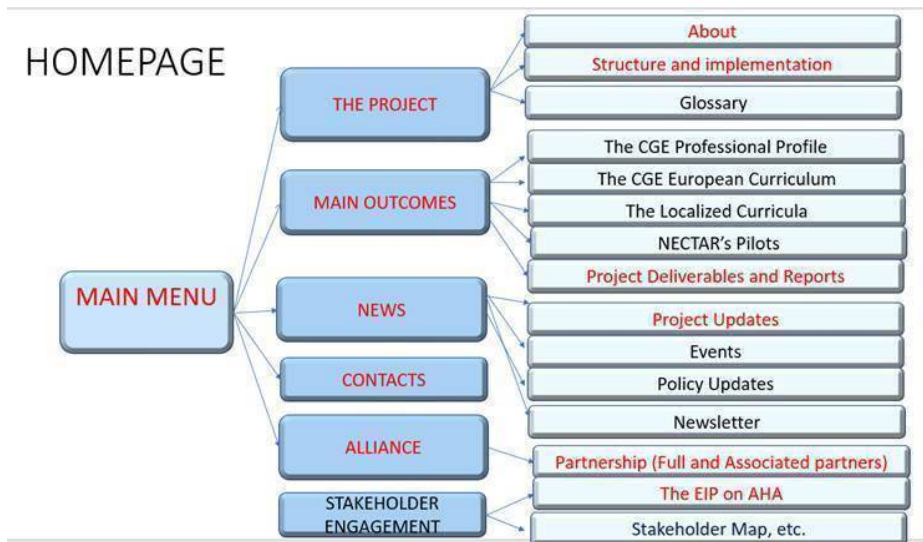 HOMEPAGE
MAIN MENU
THE PROJECT
About
Structure and implementation
Glossary
MAIN OUTCOMES
The CGE Professional Profile
The CGE European Curriculum
The Localized Curricula
NECTAR's Pilots
Project Deliverables and Reports
NEWS
Project Updates
Events
Policy Updates
Newsletter
CONTACTS
ALLIANCE
Partnership (Full and Associated partners)
STAKEHOLDER
ENGAGEMENT
The EIP on AHA
Stakeholder Map, etc.